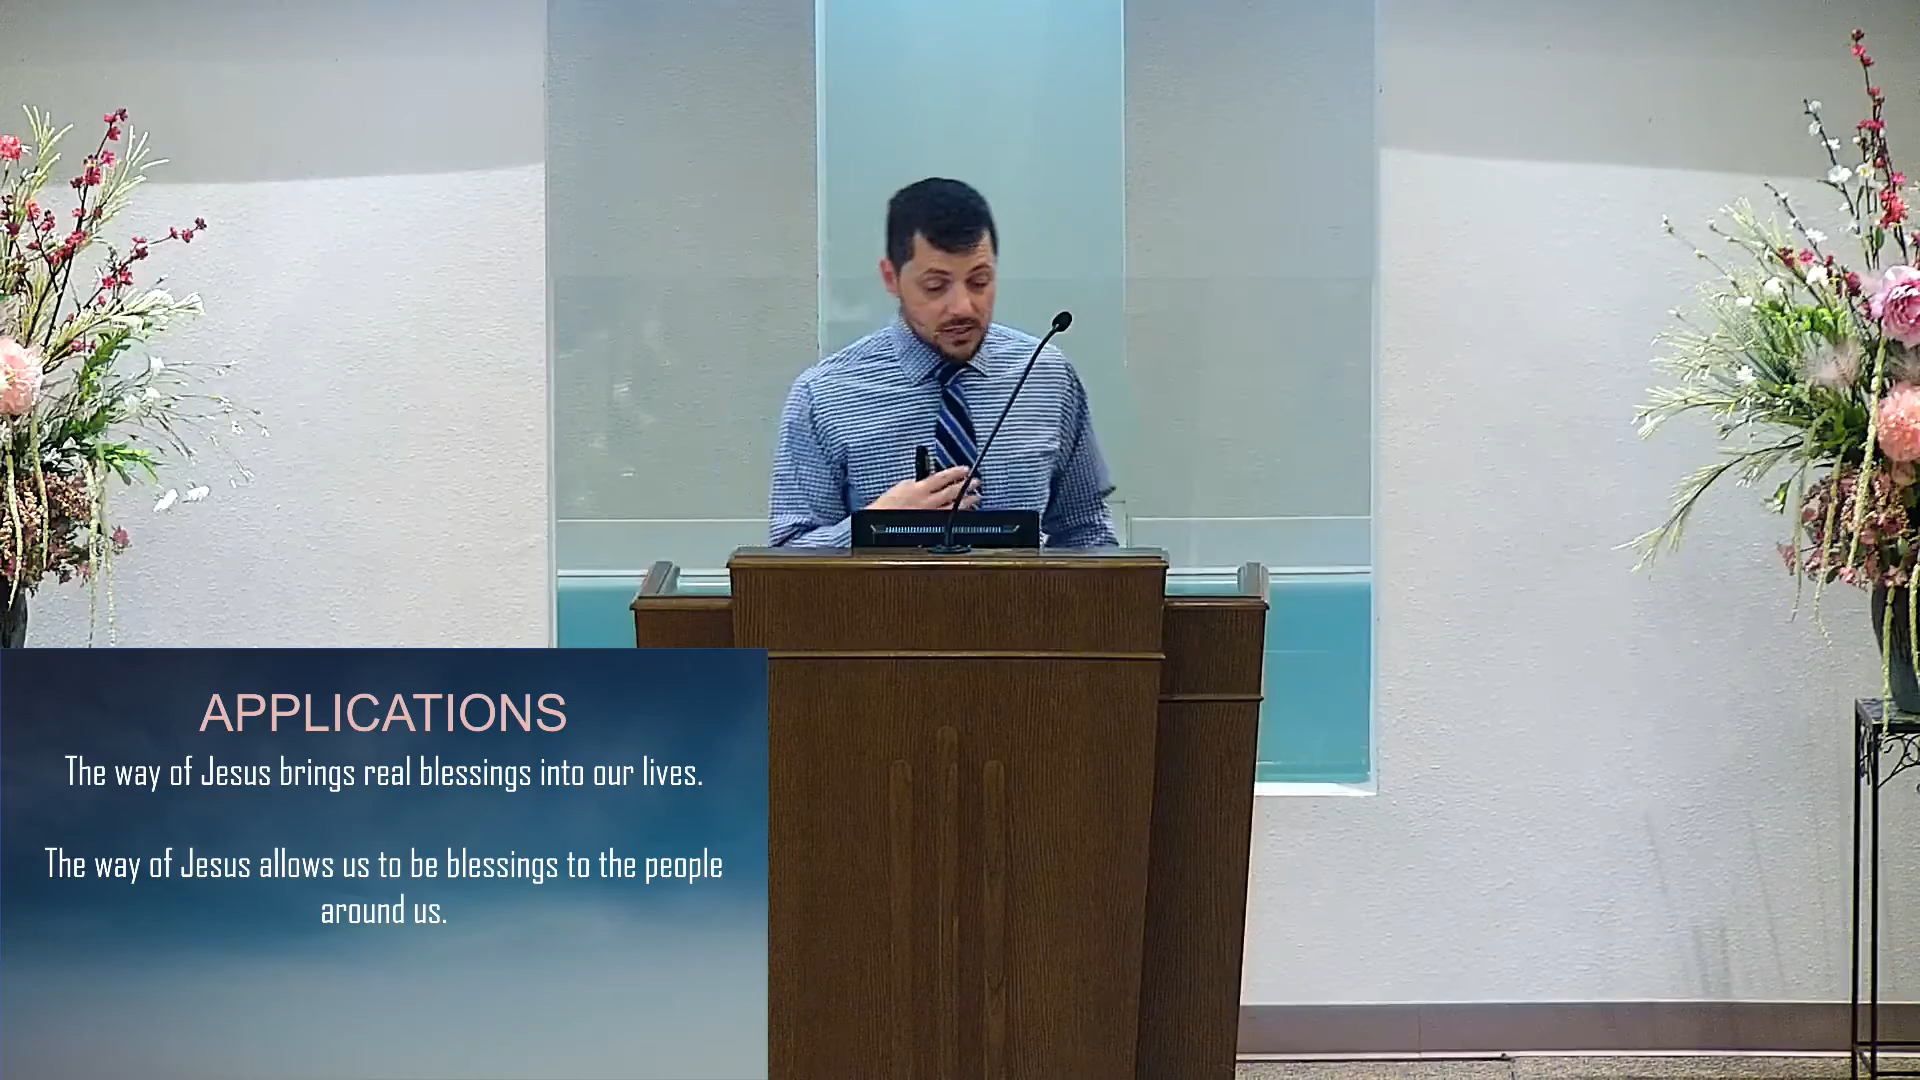 APPLICATIONS
The way of Jesus brings real blessings into our lives.
The way of Jesus allows us to be blessings to the people
around us.